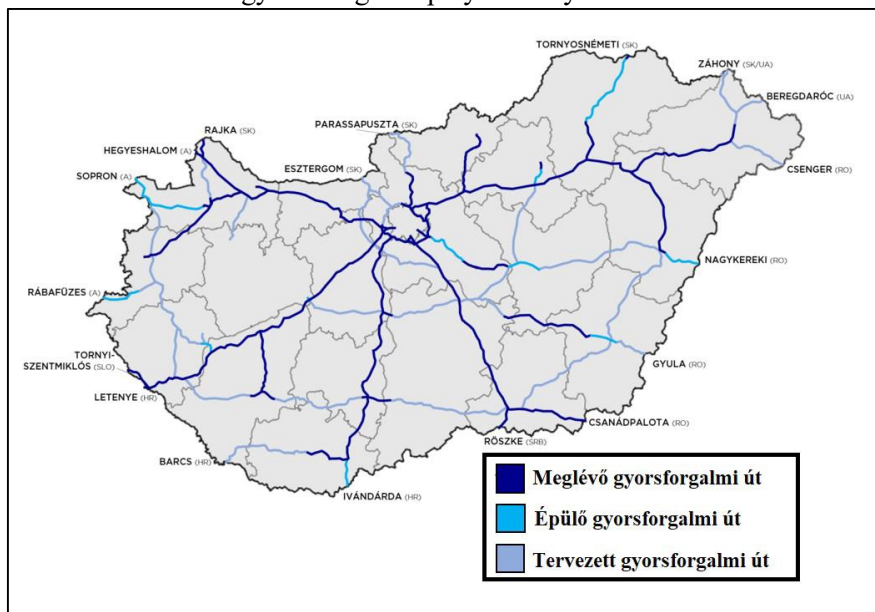 TORNYOSNÉMETI (SK)
ZÁHONY (SK/UA)
BEREGDARÓC (UA)
PARASSAPUSZTA (SK)
RAJKA (SK)
HEGYESHALOM (A)
ESZTERGOM (SK)
SOPRON (A)
CSENGER (RO)
NAGYKEREKI (RO)
RÁBAFÜZES (A)
TORNYI-
SZENTMIKLÓS (SLO)
GYULA (RO)
LETENYE (HR)
CSANÁDPALOTA (RO)
RÖSZKE (SRB)
BARCS (HR)
IVÁNDÁRDA (HR)
Meglévő gyorsforgalmi út
Épülő gyorsforgalmi út
Tervezett gyorsforgalmi út